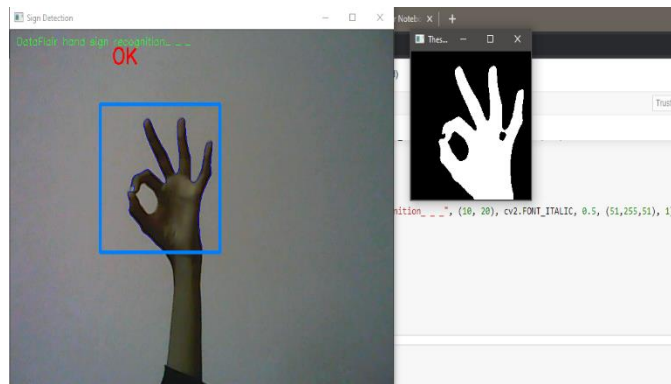 Sign Detection
DataFlair hand sign recognition_ _ _
OK
r Notebo
Thes...
Trust
nition_ _ _", (10, 20), cv2.FONT_ITALIC, 0.5, (51,255,51), 1